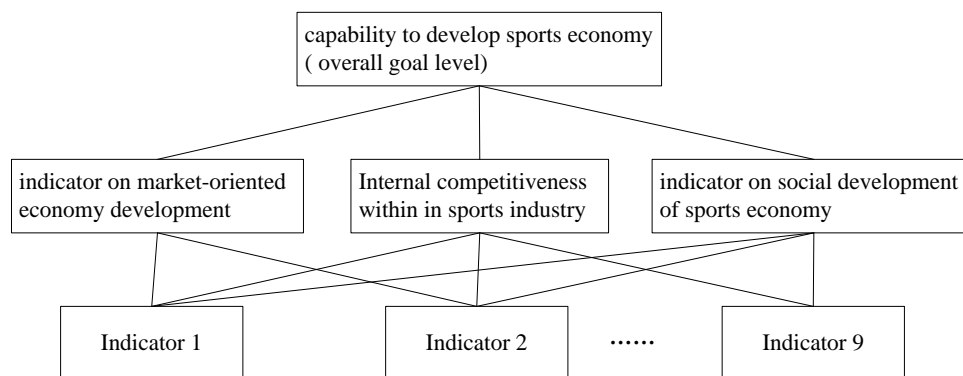 capability to develop sports economy
( overall goal level)
indicator on market-oriented
economy development
Internal competitiveness
within in sports industry
indicator on social development
of sports economy
Indicator 1
Indicator 2
……
Indicator 9